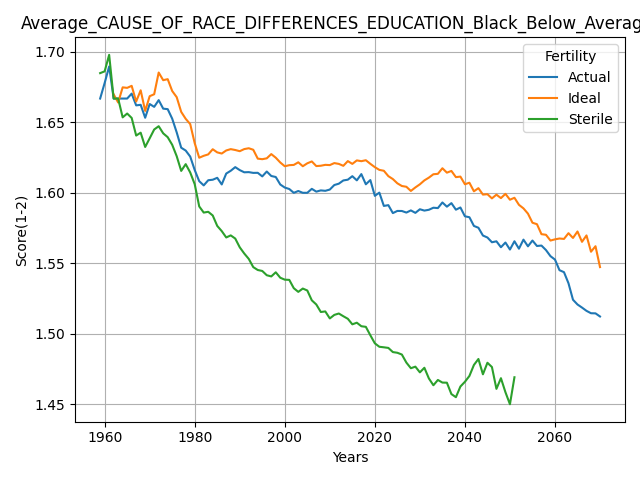 Average_CAUSE_OF_RACE_DIFFERENCES_EDUCATION_Black_Below_Averag
1.70
1.65
1.60
1.55
1.50
1.45
Score(1-2)
Fertility
Actual
Ideal
Sterile
1960 1980 2000 2020 2040 2060
Years